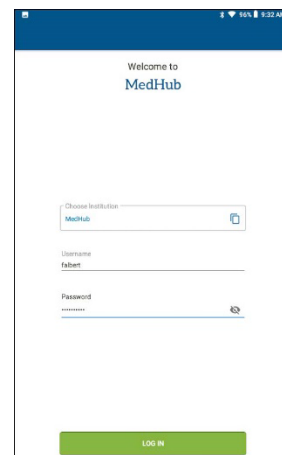 96% 9:32 AM
Welcome to
MedHub
Choose Institution
MedHub
Username
falbert
Password
··········
LOG IN